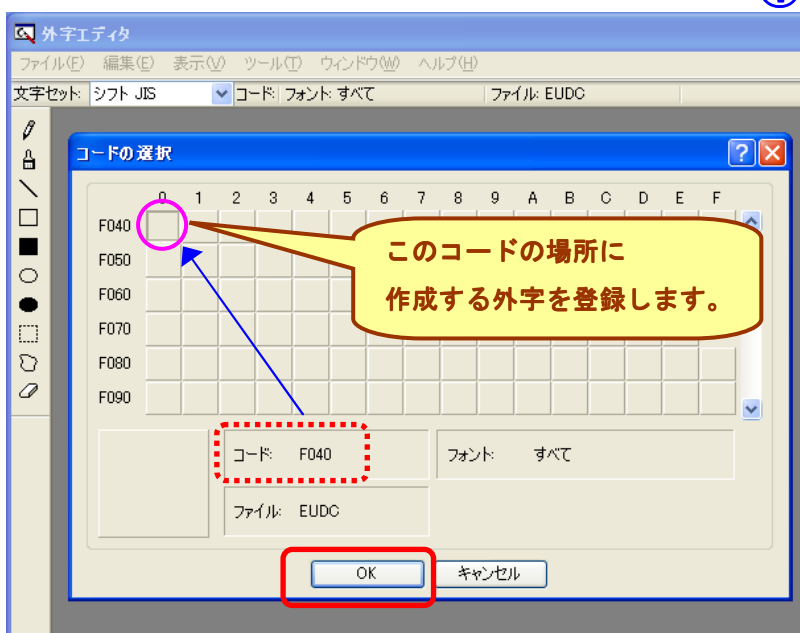 外字エディタ
ファイル(F) 編集(E) 表示(V) ツール(T) ウィンドウ(W) ヘルプ(H)
文字セット: シフト JIS コード: フォント: すべて ファイル: EUDC
コードの選択
0 1 2 3 4 5 6 7 8 9 A B C D E F
F040
F050
F060
F070
F080
F090
このコードの場所に
作成する外字を登録します。
コード: F040 フォント: すべて
ファイル: EUDC
OK キャンセル